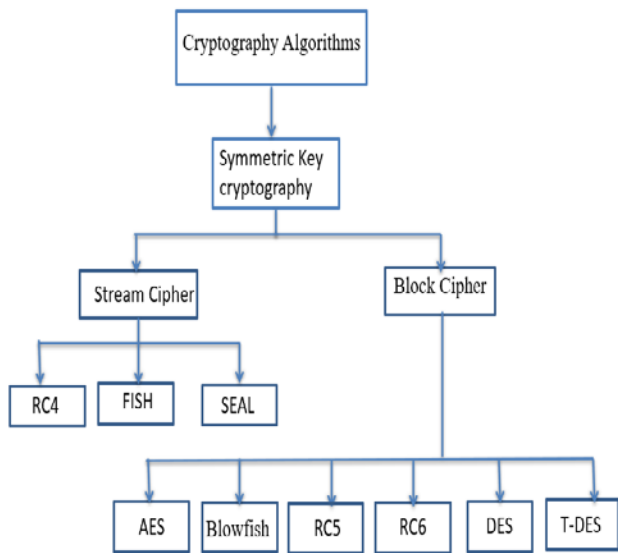 Cryptography Algorithms
Symmetric Key
cryptography
Stream Cipher
Block Cipher
RC4
FISH
SEAL
AES
Blowfish
RC5
RC6
DES
T-DES